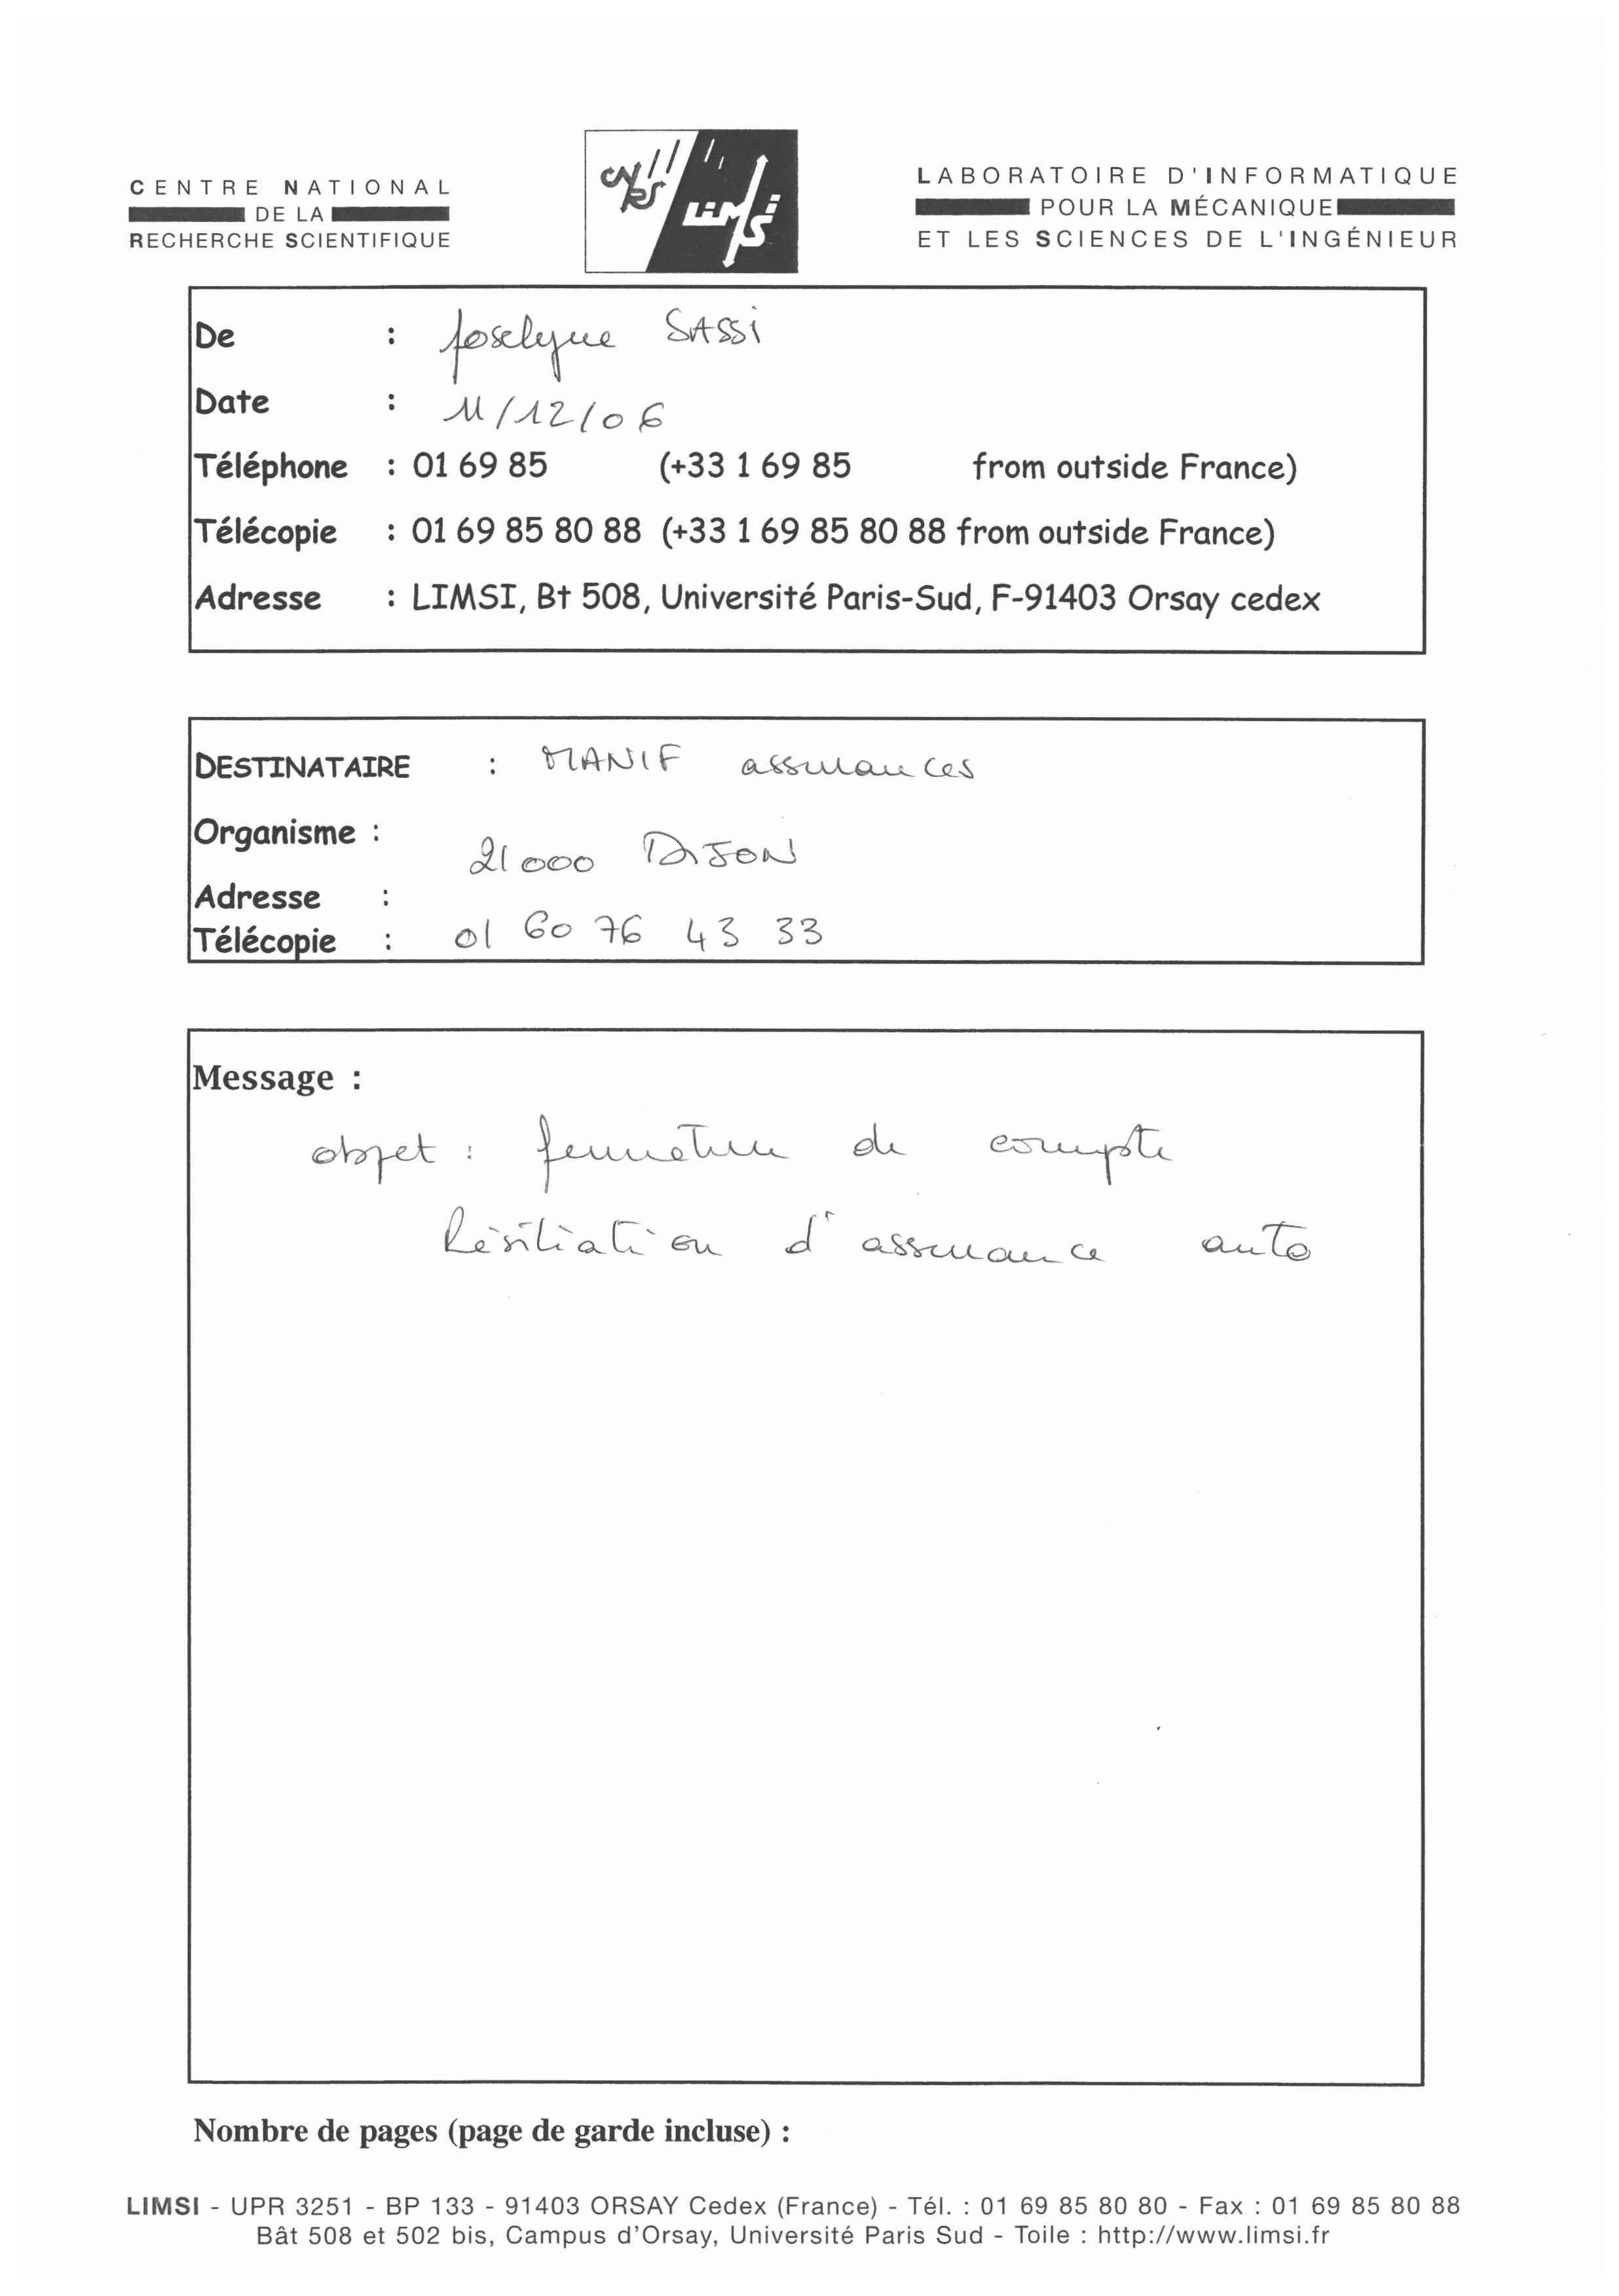 CENTRE NATIONAL
DE LA
RECHERCHE SCIENTIFIQUE
CNRS
LIMSI
LABORATOIRE D'INFORMATIQUE
POUR LA MÉCANIQUE
ET LES SCIENCES DE L'INGÉNIEUR
De : Joselyne SASSi
Date : 11/12/06
Téléphone : 01 69 85 (+33 1 69 85 from outside France)
Télécopie : 01 69 85 80 88 (+33 1 69 85 80 88 from outside France)
Adresse : LIMSI, Bt 508, Université Paris-Sud, F-91403 Orsay cedex
DESTINATAIRE : MANIF assurances
Organisme :
21000 DIJON
Adresse :
Télécopie : 01 60 76 43 33
Message :
objet : fermeture de compte
Résiliation d'assurance auto
Nombre de pages (page de garde incluse) :
LIMSI - UPR 3251 - BP 133 - 91403 ORSAY Cedex (France) - Tél. : 01 69 85 80 80 - Fax : 01 69 85 80 88
Bât 508 et 502 bis, Campus d'Orsay, Université Paris Sud - Toile : http://www.limsi.fr